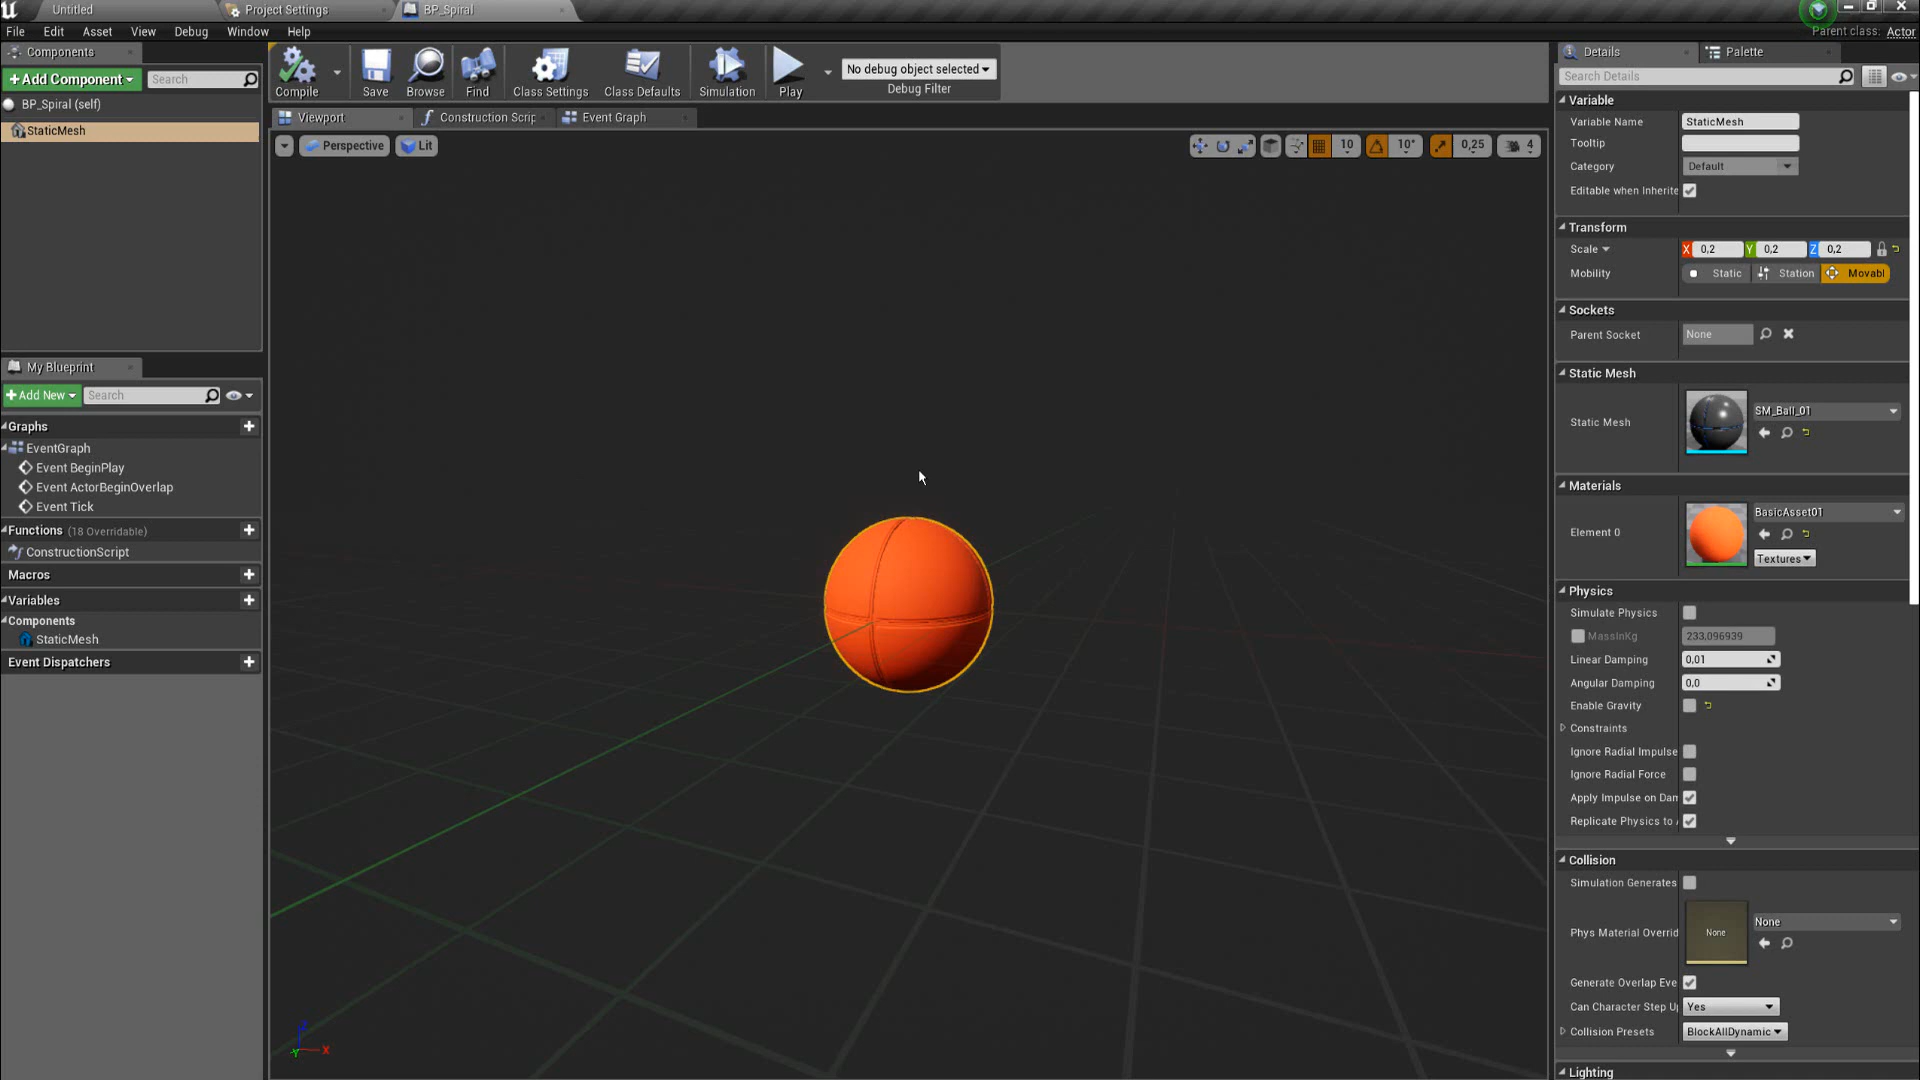 Untitled
Project Settings
BP_Spiral
File Edit Asset View Debug Window Help
Parent class: Actor
Components
+Add Component
Search
BP_Spiral (self)
StaticMesh
Compile
Save
Browse
Find
Class Settings
Class Defaults
Simulation
Play
No debug object selected
Debug Filter
Viewport
Construction Scrip
Event Graph
Perspective
Lit
10
10°
0,25
4
My Blueprint
+Add New
Search
Graphs
EventGraph
Event BeginPlay
Event ActorBeginOverlap
Event Tick
Functions (18 Overridable)
ConstructionScript
Macros
Variables
Components
StaticMesh
Event Dispatchers
Z
Y
X
Details
Palette
Search Details
Variable
Variable Name StaticMesh
Tooltip
Category Default
Editable when Inherite
Transform
Scale X 0,2 Y 0,2 Z 0,2
Mobility Static Station Movabl
Sockets
Parent Socket None
Static Mesh
Static Mesh SM_Ball_01
Materials
Element 0 BasicAsset01
Textures
Physics
Simulate Physics
MassInKg 233,096939
Linear Damping 0,01
Angular Damping 0,0
Enable Gravity
Constraints
Ignore Radial Impulse
Ignore Radial Force
Apply Impulse on Dam
Replicate Physics to A
Collision
Simulation Generates
Phys Material Overrid None None
Generate Overlap Eve
Can Character Step U Yes
Collision Presets BlockAllDynamic
Lighting